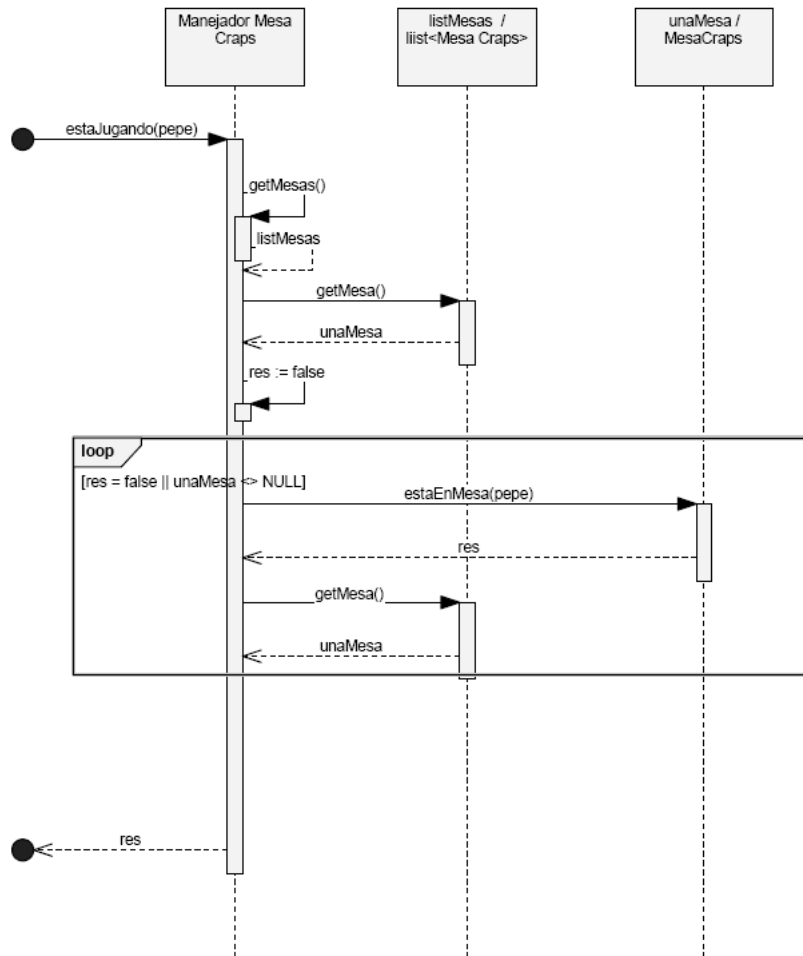 Manejador Mesa
Craps
listMesas /
liist<Mesa Craps>
unaMesa /
MesaCraps
estaJugando(pepe)
getMesas()
listMesas
getMesa()
unaMesa
res := false
loop
[res = false || unaMesa <> NULL]
estaEnMesa(pepe)
res
getMesa()
unaMesa
res